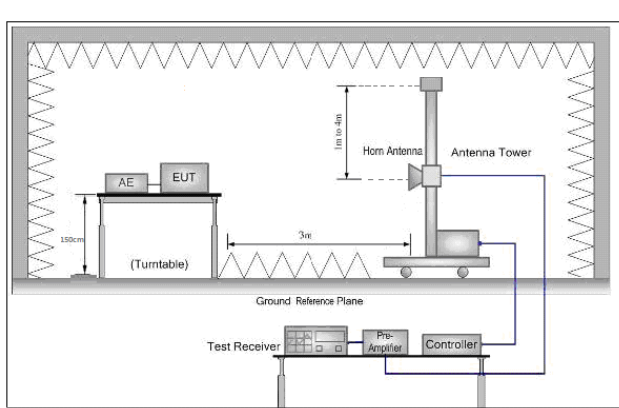 1m to 4m
Horn Antenna
Antenna Tower
AE
EUT
150cm
3m
(Turntable)
Ground Reference Plane
Test Receiver
Pre-
Amplifier
Controller